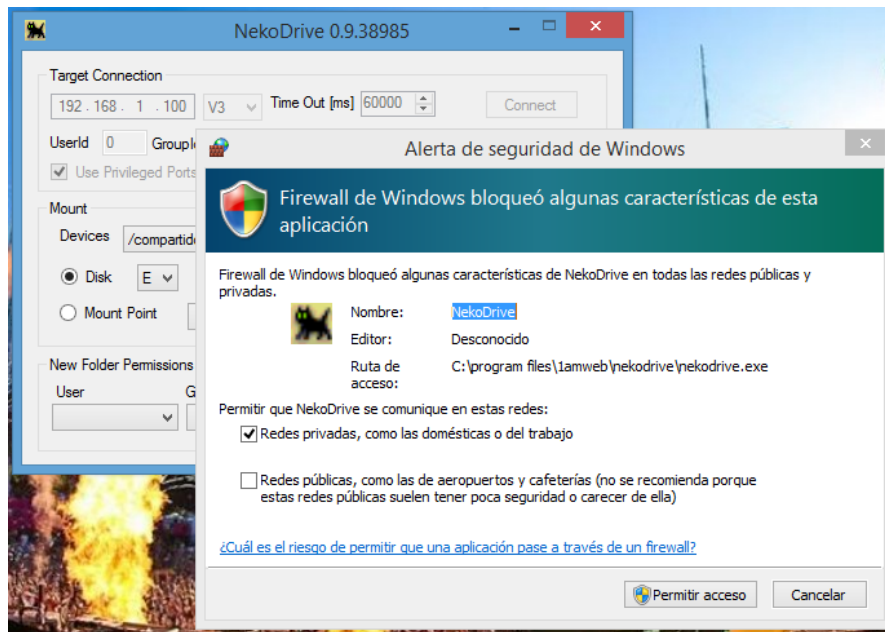 NekoDrive 0.9.38985
Target Connection
192 . 168 . 1 . 100 V3 Time Out [ms] 60000 Connect
UserId 0
Use Privileged Ports
Mount
Devices
Disk E
Mount Point
New Folder Permissions
User
Alerta de seguridad de Windows
Firewall de Windows bloqueó algunas características de esta
aplicación
Firewall de Windows bloqueó algunas características de NekoDrive en todas las redes públicas y
privadas.
Nombre: NekoDrive
Editor: Desconocido
Ruta de C:\program files\1amweb\nekodrive\nekodrive.exe
acceso:
Permitir que NekoDrive se comunique en estas redes:
Redes privadas, como las domésticas o del trabajo
Redes públicas, como las de aeropuertos y cafeterías (no se recomienda porque
estas redes públicas suelen tener poca seguridad o carecer de ella)
¿Cuál es el riesgo de permitir que una aplicación pase a través de un firewall?
Permitir acceso Cancelar